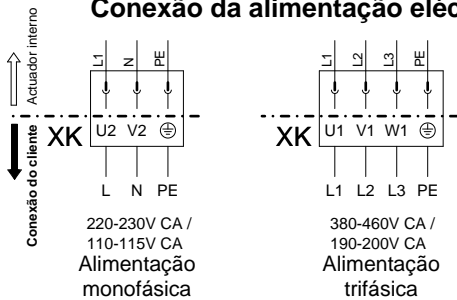 Conexão da alimentação eléc
Actuador interno
Conexão do cliente
L1 N PE
XK U2 V2
L N PE
220-230V CA /
110-115V CA
Alimentação
monofásica
L1 L2 L3 PE
XK U1 V1 W1
L1 L2 L3 PE
380-460V CA /
190-200V CA
Alimentação
trifásica